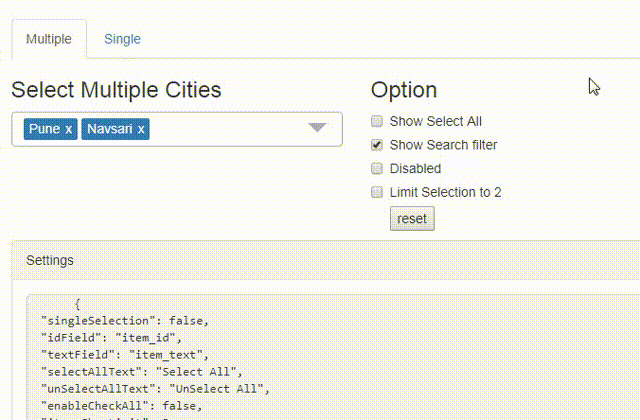 Multiple Single
Select Multiple Cities
Pune x Navsari x
Option
Show Select All
Show Search filter
Disabled
Limit Selection to 2
reset
Settings
{
"singleSelection": false,
"idField": "item_id",
"textField": "item_text",
"selectAllText": "Select All",
"unSelectAllText": "UnSelect All",
"enableCheckAll": false,